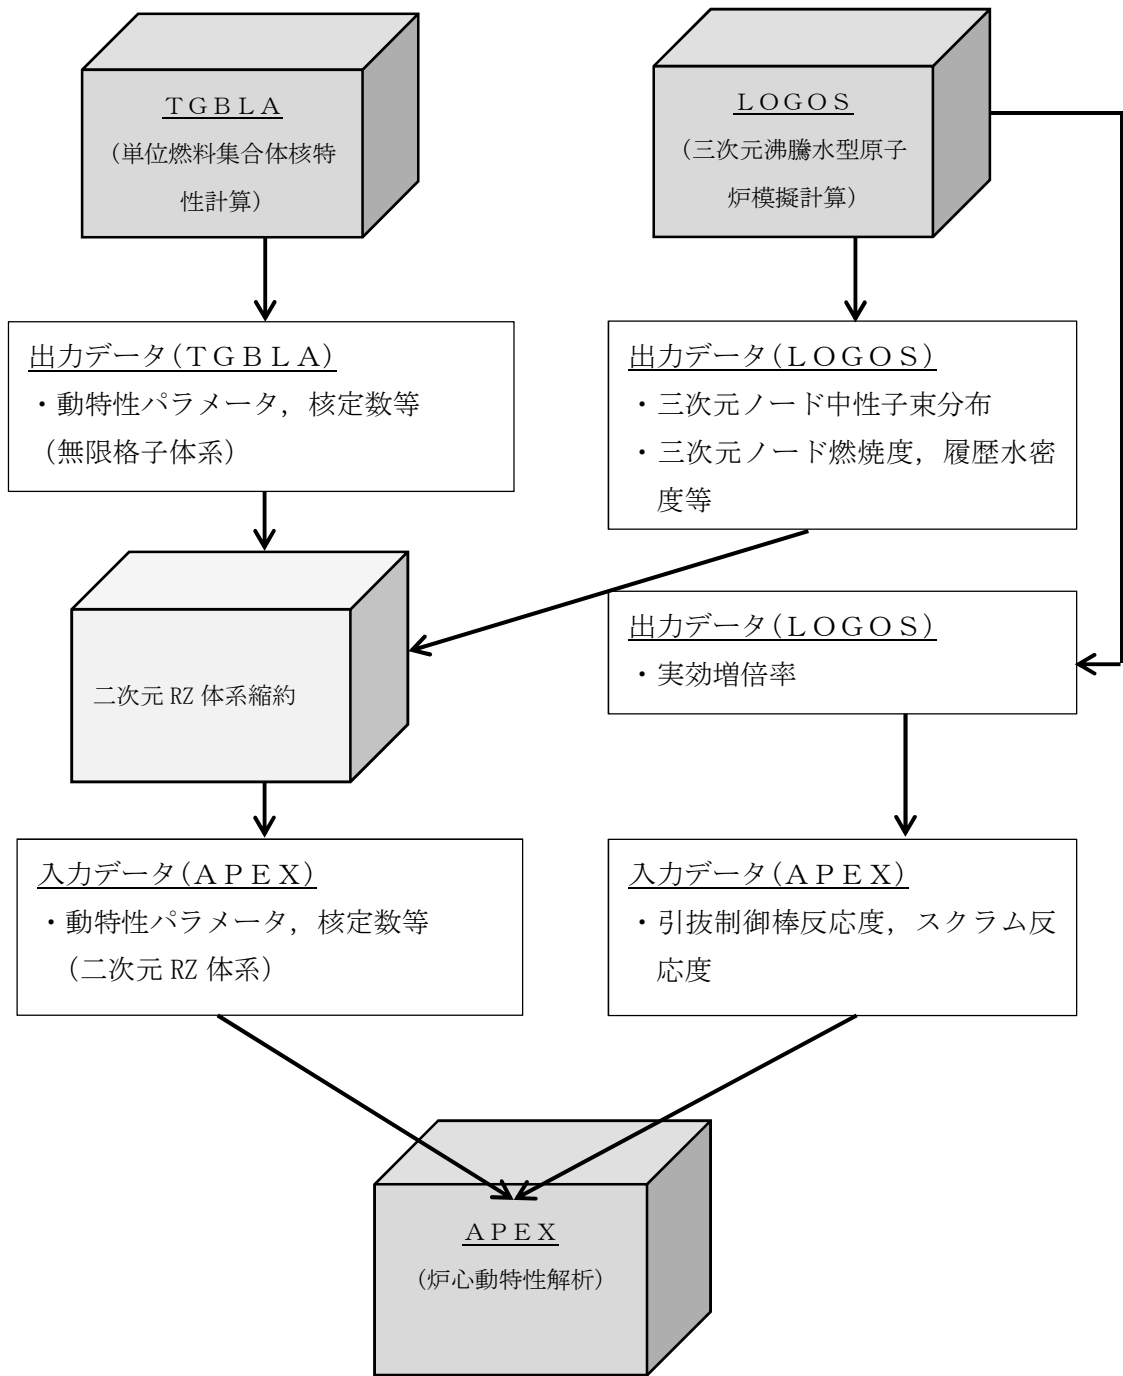 TGBLA
(単位燃料集合体核特
性計算)
LOGOS
(三次元沸騰水型原子
炉模擬計算)
出力データ(TGBLA)
・動特性パラメータ，核定数等
(無限格子体系)
出力データ(LOGOS)
・三次元ノード中性子束分布
・三次元ノード燃焼度，履歴水密
度等
二次元 RZ 体系縮約
出力データ(LOGOS)
・実効増倍率
入力データ(APEX)
・動特性パラメータ，核定数等
(二次元 RZ 体系)
入力データ(APEX)
・引抜制御棒反応度，スクラム反
応度
APEX
(炉心動特性解析)